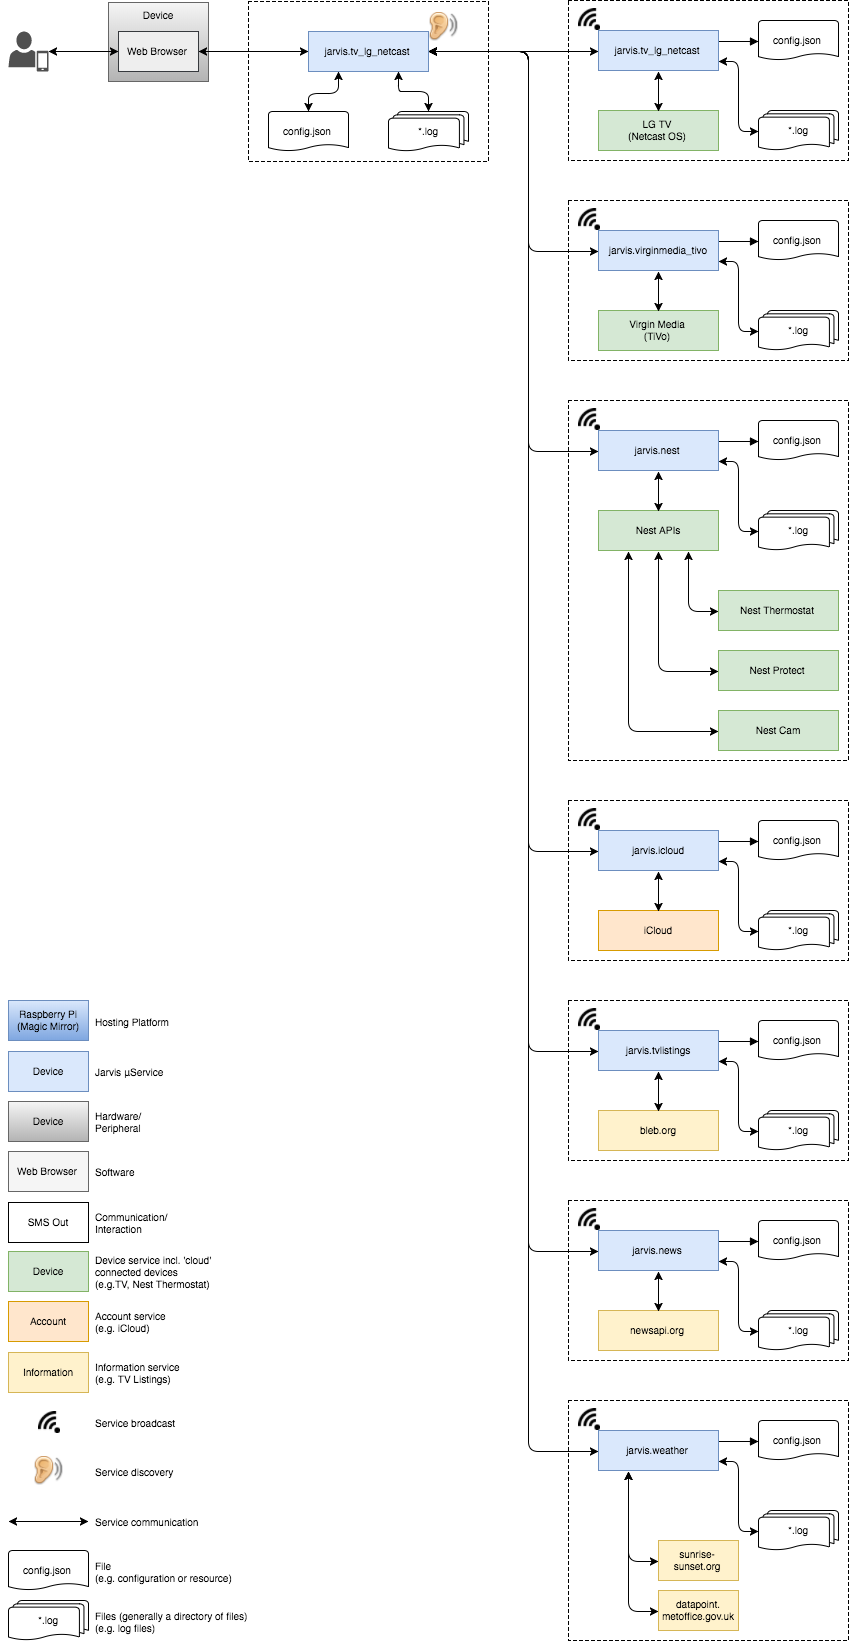 Device
Web Browser
jarvis.tv_lg_netcast
config.json
*.log
jarvis.tv_lg_netcast
config.json
LG TV
(Netcast OS)
*.log
jarvis.virginmedia_tivo
config.json
Virgin Media
(TiVo)
*.log
jarvis.nest
config.json
Nest APIs
*.log
Nest Thermostat
Nest Protect
Nest Cam
jarvis.icloud
config.json
iCloud
*.log
jarvis.tvlistings
config.json
bleb.org
*.log
jarvis.news
config.json
newsapi.org
*.log
jarvis.weather
config.json
*.log
sunrise-
sunset.org
datapoint.
metoffice.gov.uk
Raspberry Pi
(Magic Mirror)
Hosting Platform
Device
Jarvis µService
Device
Hardware/
Peripheral
Web Browser
Software
SMS Out
Communication/
Interaction
Device
Device service incl. 'cloud'
connected devices
(e.g.TV, Nest Thermostat)
Account
Account service
(e.g. iCloud)
Information
Information service
(e.g. TV Listings)
Service broadcast
Service discovery
Service communication
config.json
File
(e.g. configuration or resource)
*.log
Files (generally a directory of files)
(e.g. log files)